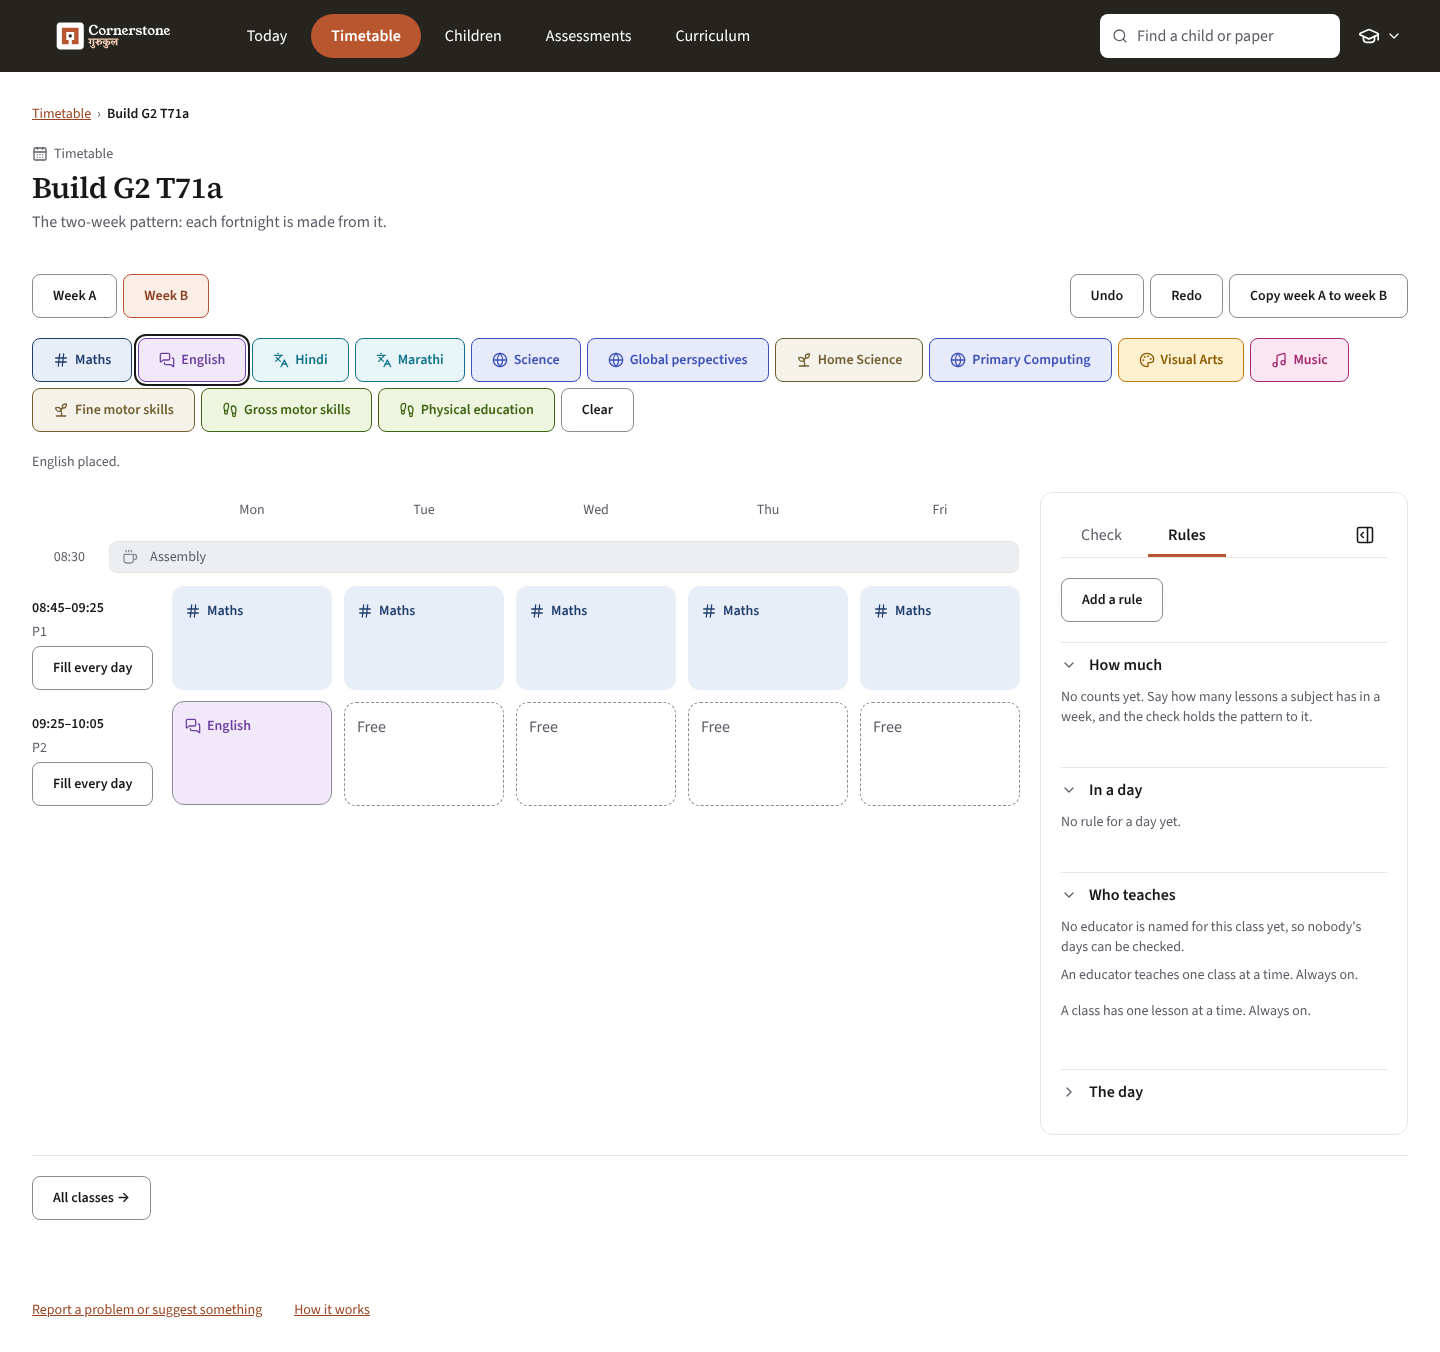 Cornerstone
गुरुकुल
Today
Timetable
Children
Assessments
Curriculum
Find a child or paper
Timetable › Build G2 T71a
Timetable
Build G2 T71a
The two-week pattern: each fortnight is made from it.
Week A
Week B
Undo
Redo
Copy week A to week B
Maths
English
Hindi
Marathi
Science
Global perspectives
Home Science
Primary Computing
Visual Arts
Music
Fine motor skills
Gross motor skills
Physical education
Clear
English placed.
Mon
Tue
Wed
Thu
Fri
08:30
Assembly
08:45–09:25
P1
Fill every day
Maths
Maths
Maths
Maths
Maths
09:25–10:05
P2
Fill every day
English
Free
Free
Free
Free
Check
Rules
Add a rule
How much
No counts yet. Say how many lessons a subject has in a
week, and the check holds the pattern to it.
In a day
No rule for a day yet.
Who teaches
No educator is named for this class yet, so nobody's
days can be checked.
An educator teaches one class at a time. Always on.
A class has one lesson at a time. Always on.
The day
All classes →
Report a problem or suggest something
How it works